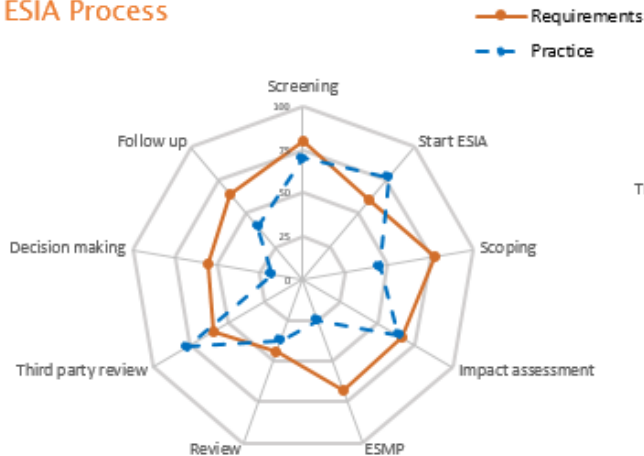 ESIA Process
Requirements
Practice
Screening
100
Follow up
Start ESIA
75
50
T
Decision making
25
Scoping
0
Third party review
Impact assessment
Review
ESMP